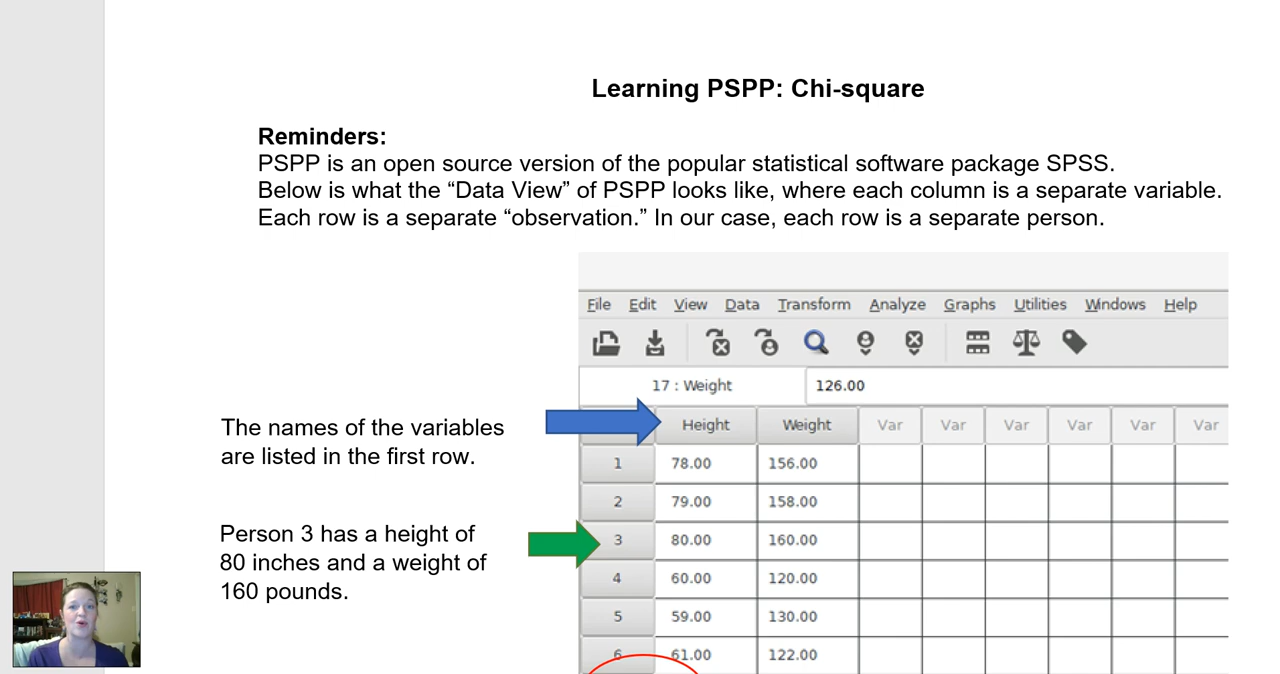 Learning PSPP: Chi-square
Reminders:
PSPP is an open source version of the popular statistical software package SPSS.
Below is what the “Data View” of PSPP looks like, where each column is a separate variable.
Each row is a separate “observation.” In our case, each row is a separate person.
File Edit View Data Transform Analyze Graphs Utilities Windows Help
17 : Weight 126.00
The names of the variables
are listed in the first row.
Height Weight Var Var Var Var Var Var
1 78.00 156.00
2 79.00 158.00
Person 3 has a height of
80 inches and a weight of
160 pounds.
3 80.00 160.00
4 60.00 120.00
5 59.00 130.00
6 61.00 122.00